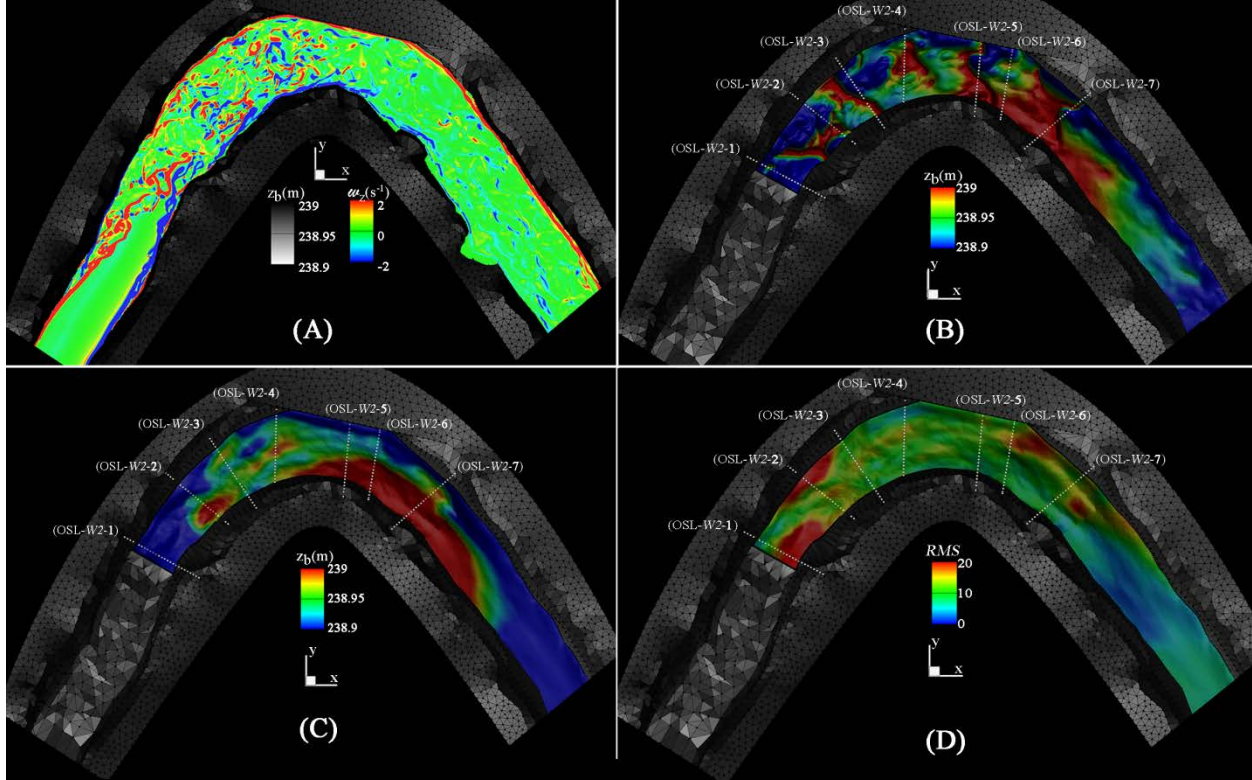 y
x
z_b(m)
239
238.95
238.9
ω_z(s⁻¹)
2
0
-2
(A)
(OSL-W2-4)
(OSL-W2-3)
(OSL-W2-5)
(OSL-W2-6)
(OSL-W2-2)
(OSL-W2-7)
(OSL-W2-1)
z_b(m)
239
238.95
238.9
y
x
(B)
(OSL-W2-4)
(OSL-W2-3)
(OSL-W2-5)
(OSL-W2-6)
(OSL-W2-2)
(OSL-W2-7)
(OSL-W2-1)
z_b(m)
239
238.95
238.9
y
x
(C)
(OSL-W2-4)
(OSL-W2-3)
(OSL-W2-5)
(OSL-W2-6)
(OSL-W2-2)
(OSL-W2-7)
(OSL-W2-1)
RMS
20
10
0
y
x
(D)